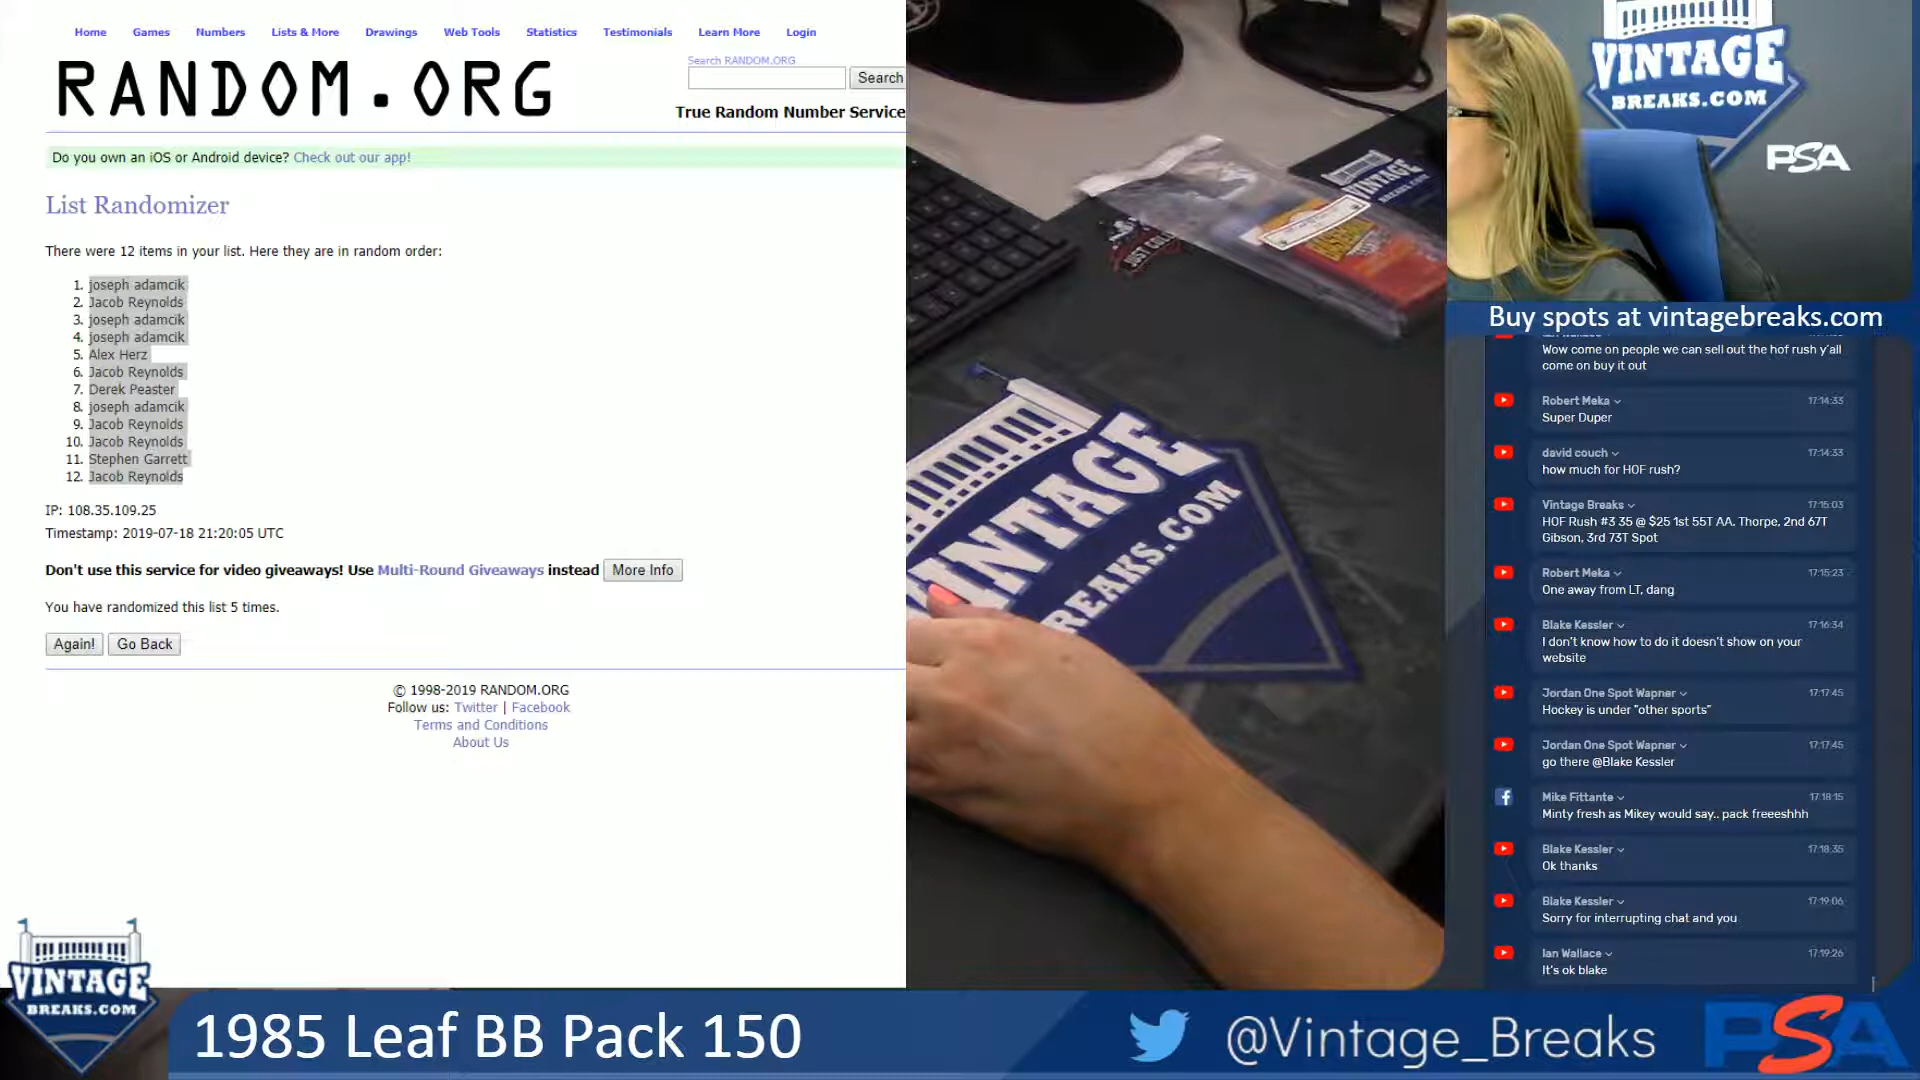 Home Games Numbers Lists & More Drawings Web Tools Statistics Testimonials Learn More Login
RANDOM.ORG
Search RANDOM.ORG
Search
True Random Number Service
Do you own an iOS or Android device? Check out our app!
List Randomizer
There were 12 items in your list. Here they are in random order:
1. joseph adamcik
2. Jacob Reynolds
3. joseph adamcik
4. joseph adamcik
5. Alex Herz
6. Jacob Reynolds
7. Derek Peaster
8. joseph adamcik
9. Jacob Reynolds
10. Jacob Reynolds
11. Stephen Garrett
12. Jacob Reynolds
IP: 108.35.109.25
Timestamp: 2019-07-18 21:20:05 UTC
Don't use this service for video giveaways! Use Multi-Round Giveaways instead More Info
You have randomized this list 5 times.
Again! Go Back
© 1998-2019 RANDOM.ORG
Follow us: Twitter | Facebook
Terms and Conditions
About Us
VINTAGE
JUST COLL
VINTAGE
BREAKS.COM
VINTAGE
REAKS.COM
VINTAGE
BREAKS.COM
PSA
Buy spots at vintagebreaks.com
Wow come on people we can sell out the hof rush y'all
come on buy it out
Robert Meka 17:14:33
Super Duper
david couch 17:14:33
how much for HOF rush?
Vintage Breaks 17:15:03
HOF Rush #3 35 @ $25 1st 55T AA, Thorpe, 2nd 67T
Gibson, 3rd 73T Spot
Robert Meka 17:15:23
One away from LT, dang
Blake Kessler 17:16:34
I don't know how to do it doesn't show on your
website
Jordan One Spot Wapner 17:17:45
Hockey is under "other sports"
Jordan One Spot Wapner 17:17:45
go there @Blake Kessler
Mike Fittante 17:18:15
Minty fresh as Mikey would say.. pack freeeshhh
Blake Kessler 17:18:35
Ok thanks
Blake Kessler 17:19:06
Sorry for interrupting chat and you
Ian Wallace 17:19:26
It's ok blake
VINTAGE
BREAKS.COM
1985 Leaf BB Pack 150
@Vintage_Breaks
PSA